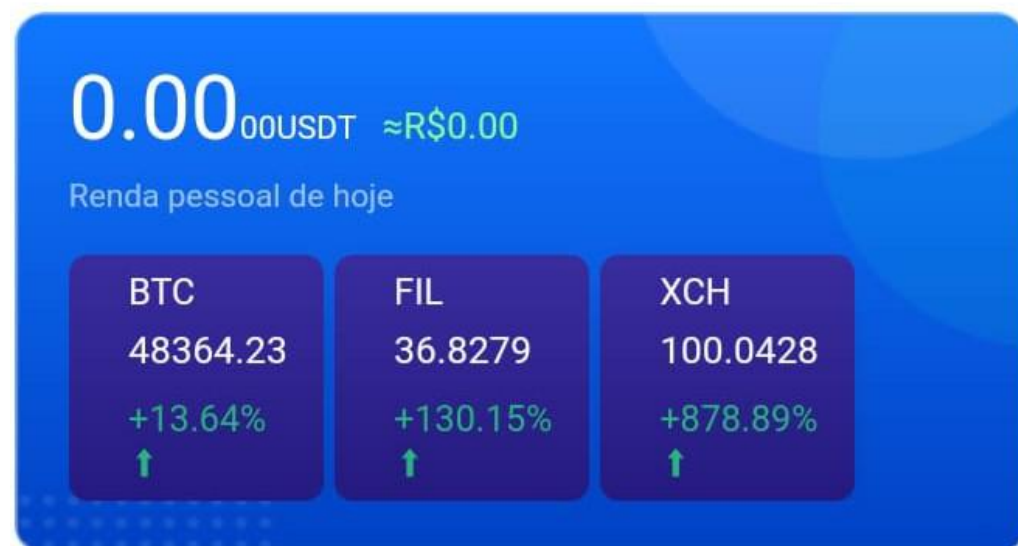 0.0000USDT ≈R$0.00
Renda pessoal de hoje
BTC
48364.23
+13.64%
⬆
FIL
36.8279
+130.15%
⬆
XCH
100.0428
+878.89%
⬆